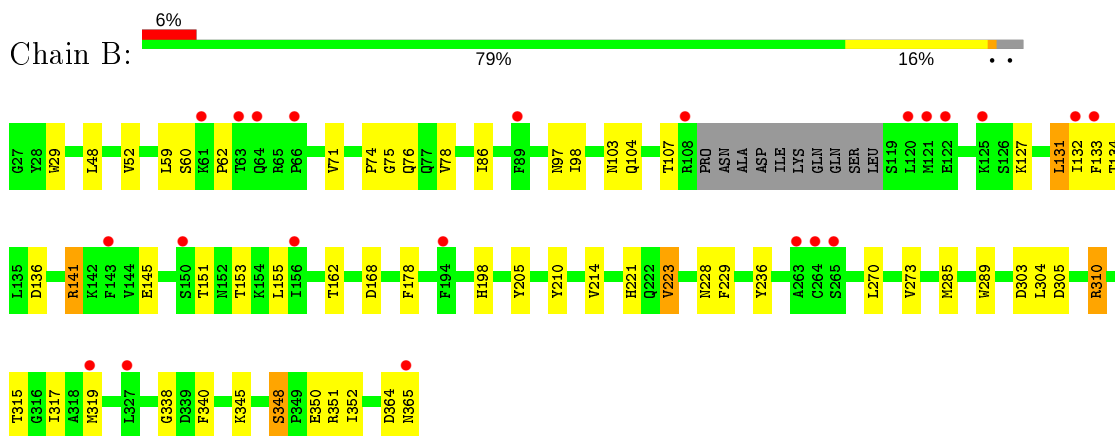 6%
Chain B:
79% 16% • •
G27 Y28 W29 L48 V52 L59 S60 K61 P62 T63 Q64 R65 P66 V71 P74 G75 Q76 Q77 V78 I86 F89 N97 I98 N103 Q104 T107 R108 PRO ASN ALA ASP ILE LYS GLN GLN SER LEU S119 L120 M121 E122 K125 S126 K127 L131 I132 F133 T134
L135 D136 R141 K142 F143 V144 E145 S150 T151 N152 T153 K154 L155 I156 T162 D168 F178 F194 H198 Y205 Y210 V214 H221 Q222 V223 N228 F229 Y236 A263 C264 S265 L270 V273 M285 W289 D303 L304 D305 R310
T315 G316 I317 A318 M319 L327 G338 D339 F340 K345 S348 P349 E350 R351 I352 D364 N365